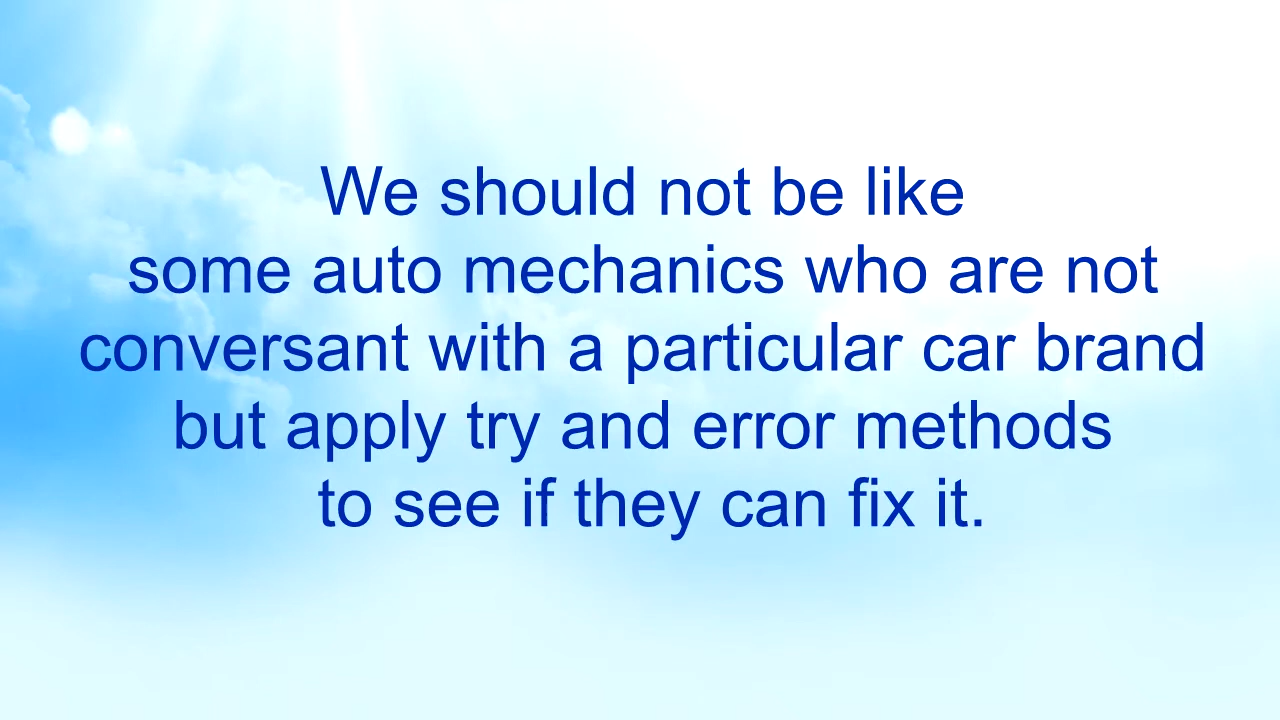 We should not be like
some auto mechanics who are not
conversant with a particular car brand
but apply try and error methods
to see if they can fix it.